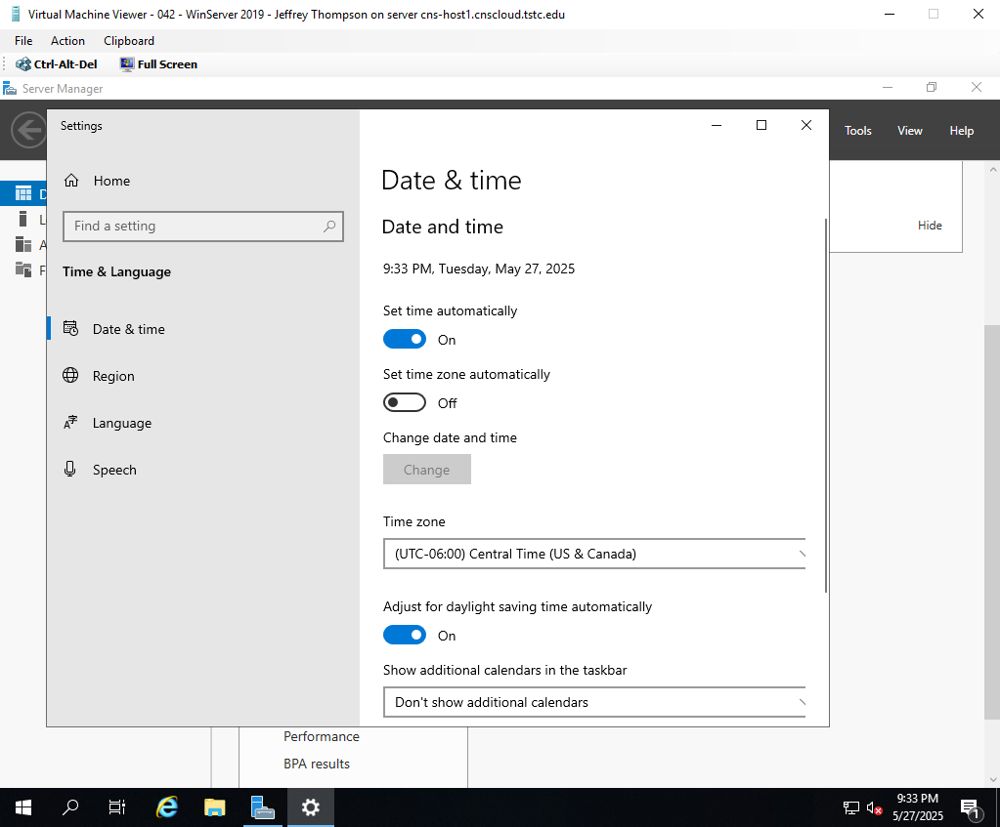 Virtual Machine Viewer - 042 - WinServer 2019 - Jeffrey Thompson on server cns-host1.cnscloud.tstc.edu
File Action Clipboard
Ctrl-Alt-Del Full Screen
Server Manager
Tools View Help
Hide
D
L
A
F
Settings
Home
Find a setting
Time & Language
Date & time
Region
Language
Speech
Date & time
Date and time
9:33 PM, Tuesday, May 27, 2025
Set time automatically
On
Set time zone automatically
Off
Change date and time
Change
Time zone
(UTC-06:00) Central Time (US & Canada)
Adjust for daylight saving time automatically
On
Show additional calendars in the taskbar
Don't show additional calendars
Performance
BPA results
9:33 PM
5/27/2025
1